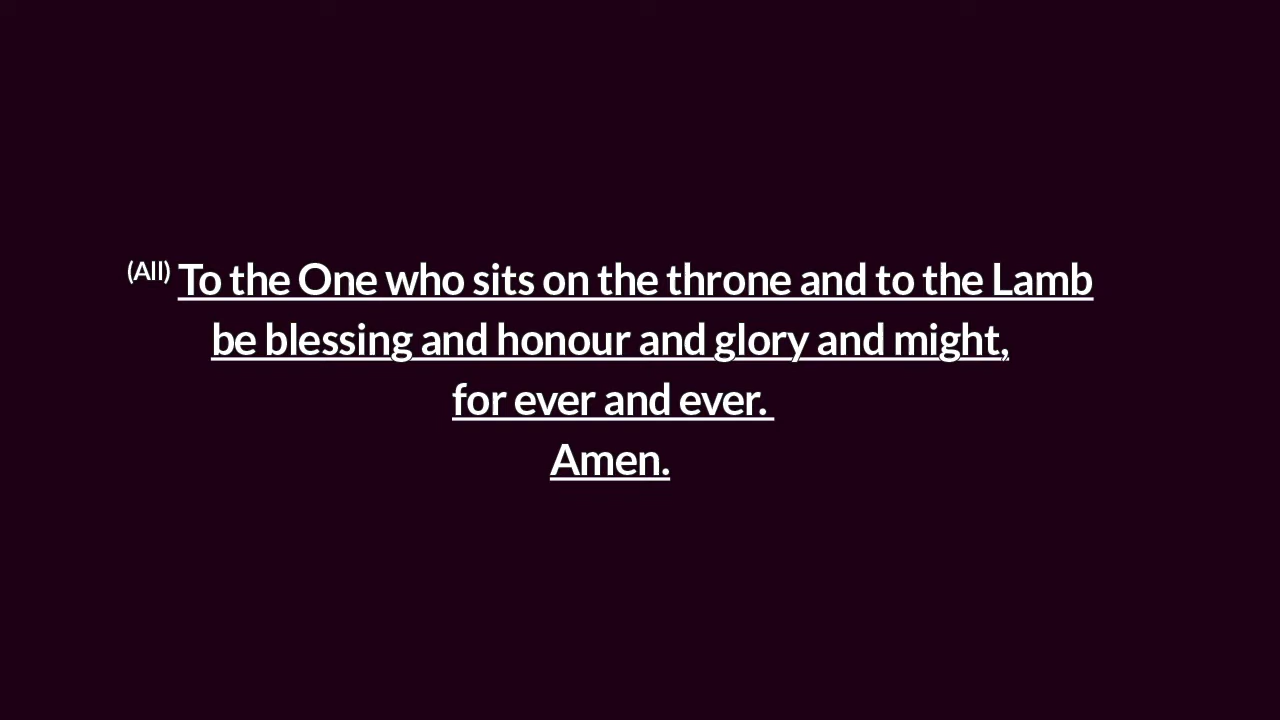 (All) To the One who sits on the throne and to the Lamb
be blessing and honour and glory and might,
for ever and ever.
Amen.